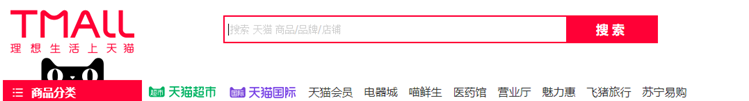 TMALL
理想生活上天猫
搜索 天猫 商品/品牌/店铺
搜索
商品分类
天猫超市 天猫国际 天猫会员 电器城 喵鲜生 医药馆 营业厅 魅力惠 飞猪旅行 苏宁易购